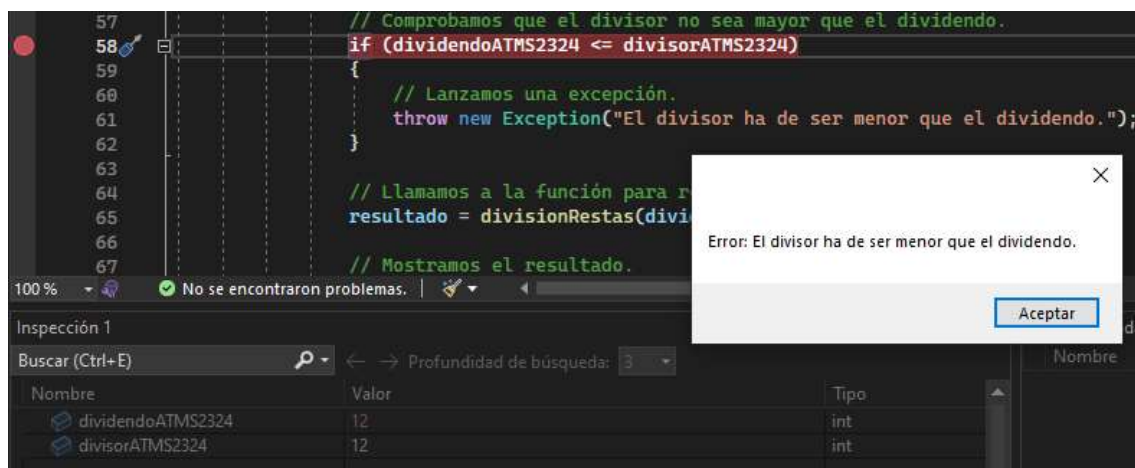 57 // Comprobamos que el divisor no sea mayor que el dividendo.
58 if (dividendoATMS2324 <= divisorATMS2324)
59 {
60 // Lanzamos una excepción.
61 throw new Exception("El divisor ha de ser menor que el dividendo.");
62 }
63
64 // Llamamos a la función para r
65 resultado = divisionRestas(divi
66
67 // Mostramos el resultado.
Error: El divisor ha de ser menor que el dividendo.
Aceptar
100 % No se encontraron problemas.
Inspección 1
Buscar (Ctrl+E) Profundidad de búsqueda: 3
Nombre Valor Tipo
Nombre
dividendoATMS2324 12 int
divisorATMS2324 12 int